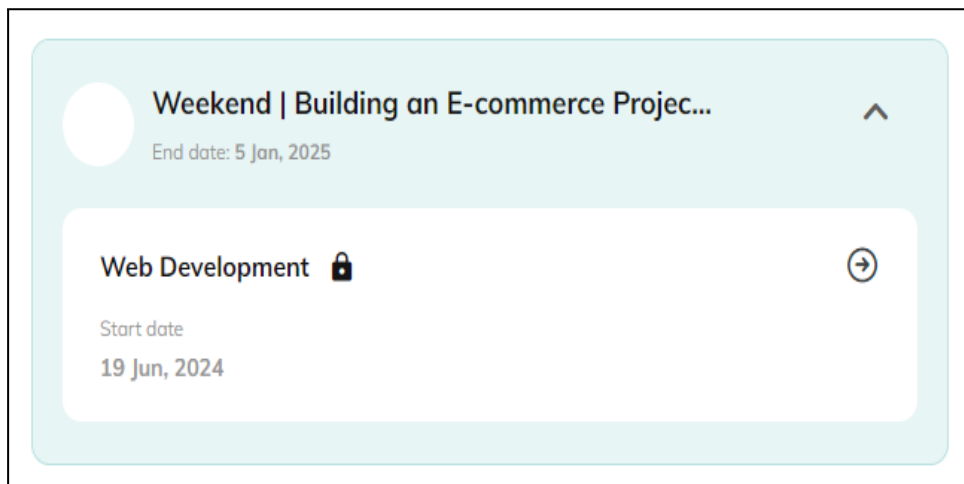 Weekend | Building an E-commerce Projec...
End date: 5 Jan, 2025
Web Development
Start date
19 Jun, 2024